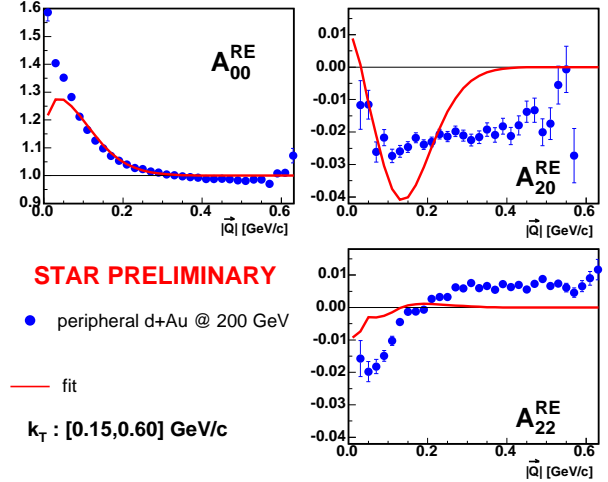 1.6
1.5
1.4
1.3
1.2
1.1
1.0
0.9
0.0 0.2 0.4 0.6
|Q| [GeV/c]
A00RE
0.01
0.00
-0.01
-0.02
-0.03
-0.04
0.0 0.2 0.4 0.6
|Q| [GeV/c]
A20RE
STAR PRELIMINARY
peripheral d+Au @ 200 GeV
fit
kT : [0.15,0.60] GeV/c
0.01
0.000
-0.01
-0.02
-0.03
-0.04
0.0 0.2 0.4 0.6
|Q| [GeV/c]
A22RE